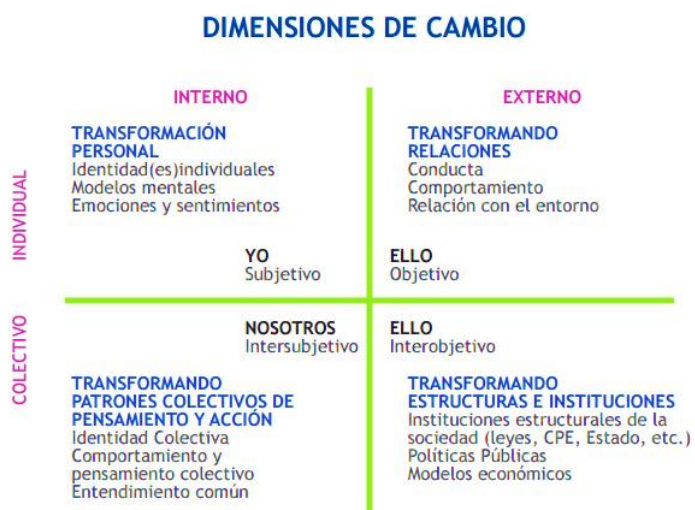 DIMENSIONES DE CAMBIO
INTERNO
EXTERNO
INDIVIDUAL
TRANSFORMACIÓN
PERSONAL
Identidad(es)individuales
Modelos mentales
Emociones y sentimientos
YO
Subjetivo
TRANSFORMANDO
RELACIONES
Conducta
Comportamiento
Relación con el entorno
ELLO
Objetivo
COLECTIVO
NOSOTROS
Intersubjetivo
TRANSFORMANDO
PATRONES COLECTIVOS DE
PENSAMIENTO Y ACCIÓN
Identidad Colectiva
Comportamiento y
pensamiento colectivo
Entendimiento común
ELLO
Interobjetivo
TRANSFORMANDO
ESTRUCTURAS E INSTITUCIONES
Instituciones estructurales de la
sociedad (leyes, CPE, Estado, etc.)
Políticas Públicas
Modelos económicos